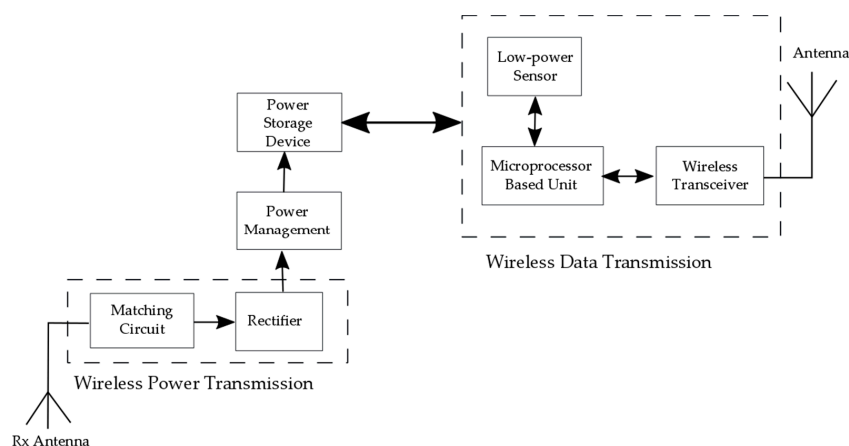 Antenna
Low-power
Sensor
Power
Storage
Device
Microprocessor
Based Unit
Wireless
Transceiver
Power
Management
Wireless Data Transmission
Matching
Circuit
Rectifier
Wireless Power Transmission
Rx Antenna